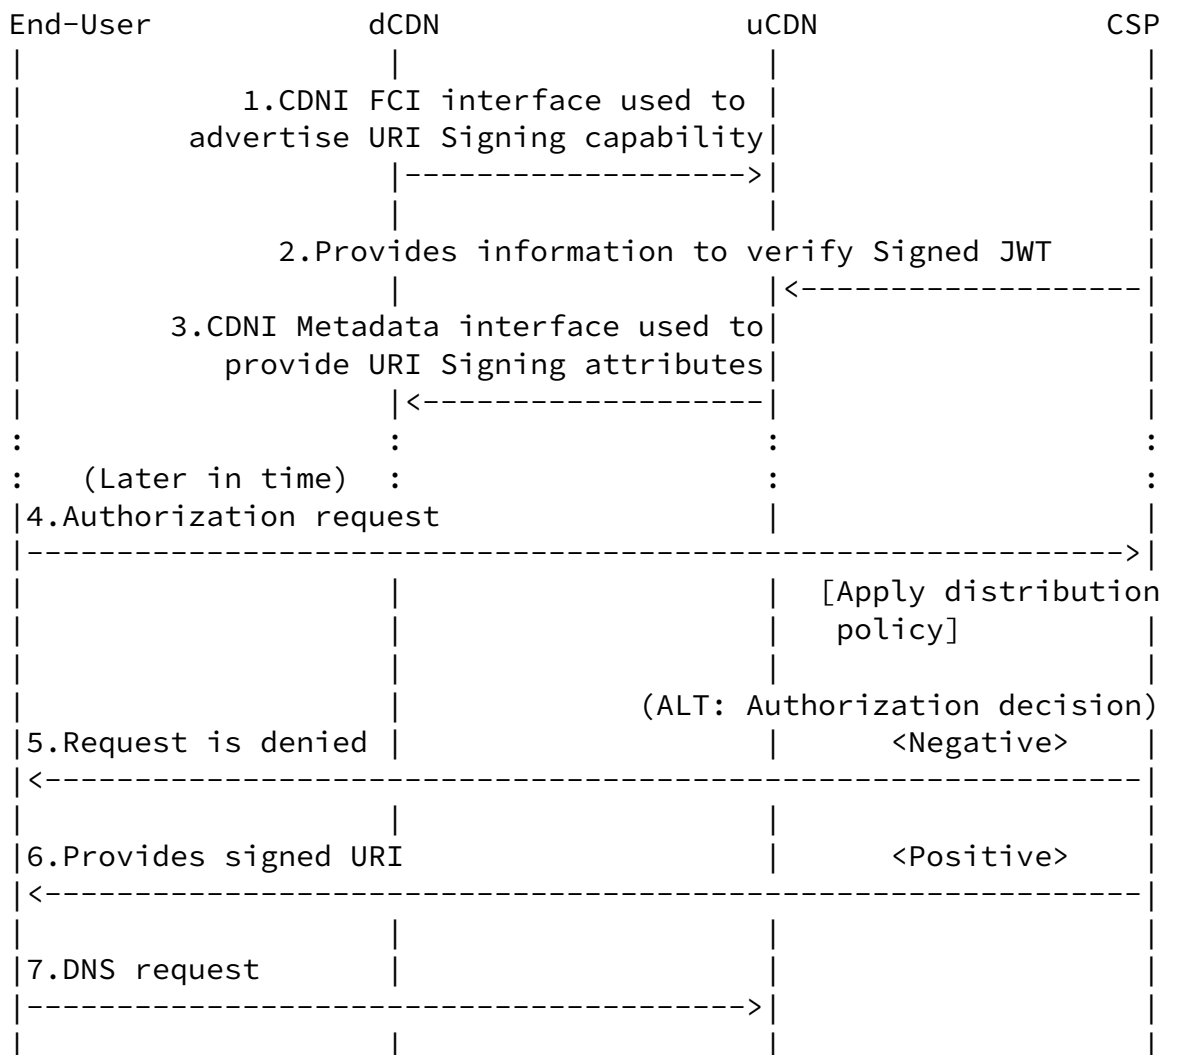 End-User dCDN uCDN CSP
1.CDNI FCI interface used to
advertise URI Signing capability
|------------------->|
2.Provides information to verify Signed JWT
|<-------------------|
3.CDNI Metadata interface used to
provide URI Signing attributes
|<-------------------|
: : : :
: (Later in time) : : :
|4.Authorization request | |
|------------------------------------------------------------->|
[Apply distribution
policy]
(ALT: Authorization decision)
|5.Request is denied | | <Negative> |
|<-------------------------------------------------------------|
|6.Provides signed URI | <Positive> |
|<-------------------------------------------------------------|
|7.DNS request | | |
|---------------------------------------->| |